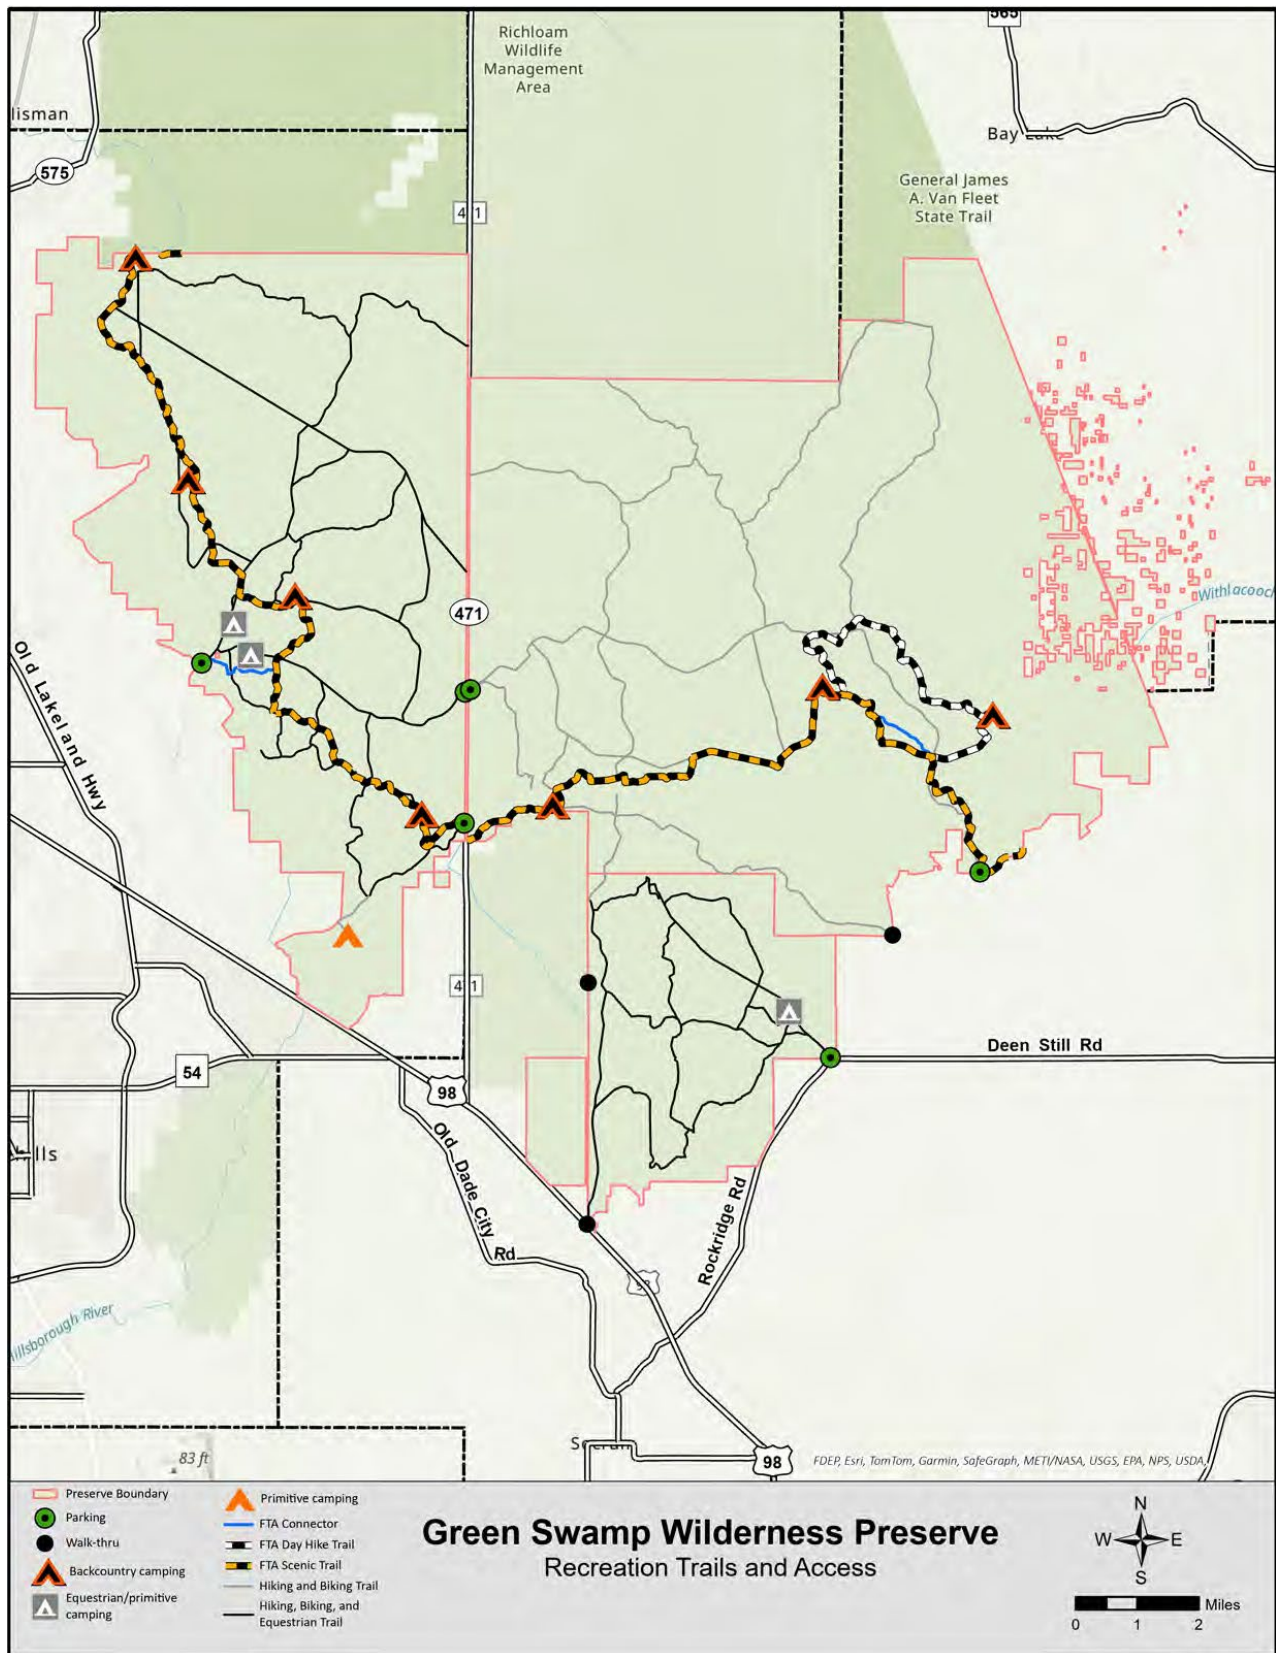 Richloam
Wildlife
Management
Area
565
lisman
Bay Lake
575
General James
A. Van Fleet
State Trail
471
471
Withlacooch
Old Lakeland Hwy
471
Deen Still Rd
54
98
Old Dade City Rd
Rockridge Rd
98
Hillsborough River
83 ft
98
FDEP, Esri, TomTom, Garmin, SafeGraph, METI/NASA, USGS, EPA, NPS, USDA,
Preserve Boundary
Parking
Walk-thru
Backcountry camping
Equestrian/primitive
camping
Primitive camping
FTA Connector
FTA Day Hike Trail
FTA Scenic Trail
Hiking and Biking Trail
Hiking, Biking, and
Equestrian Trail
Green Swamp Wilderness Preserve
Recreation Trails and Access
N
W E
S
Miles
0 1 2